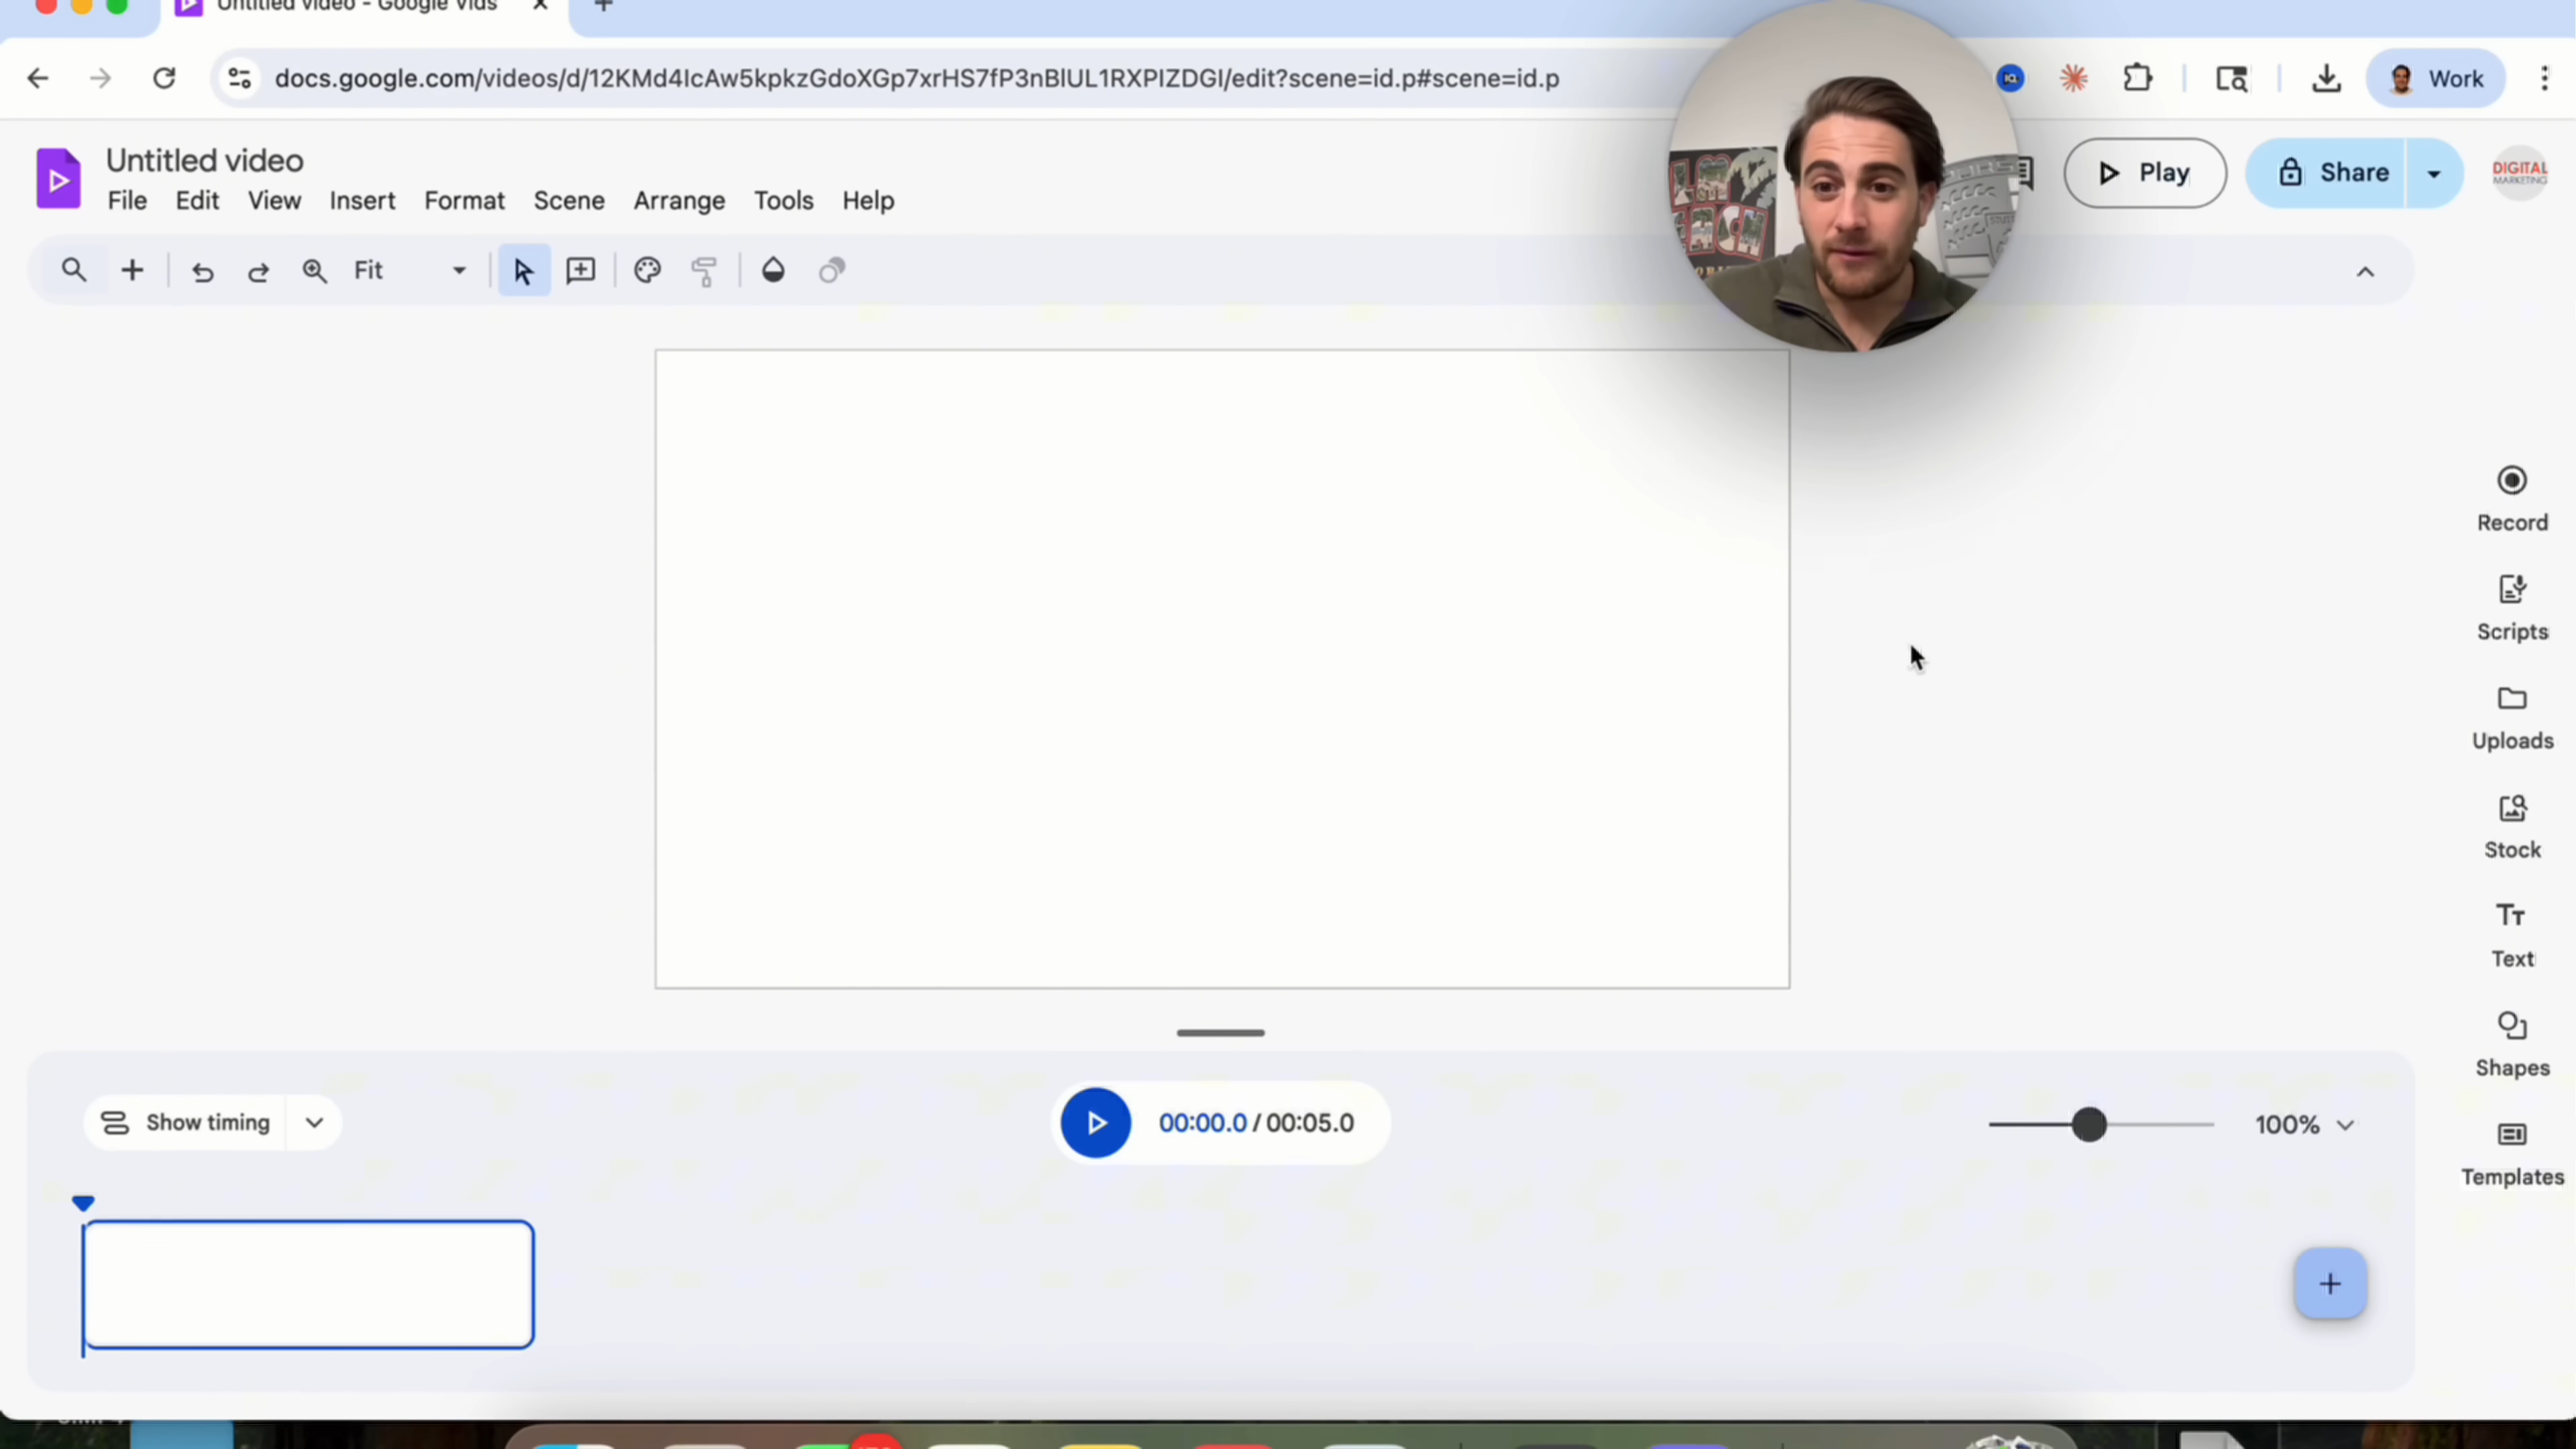 Untitled video - Google Vids
docs.google.com/videos/d/12KMd4IcAw5kpkzGdoXGp7xrHS7fP3nBlUL1RXPIZDGI/edit?scene=id.p#scene=id.p
Work
Untitled video
File Edit View Insert Format Scene Arrange Tools Help
Play
Share
DIGITAL
MARKETING
Fit
Record
Scripts
Uploads
Stock
Text
Shapes
Templates
Show timing
00:00.0 / 00:05.0
100%